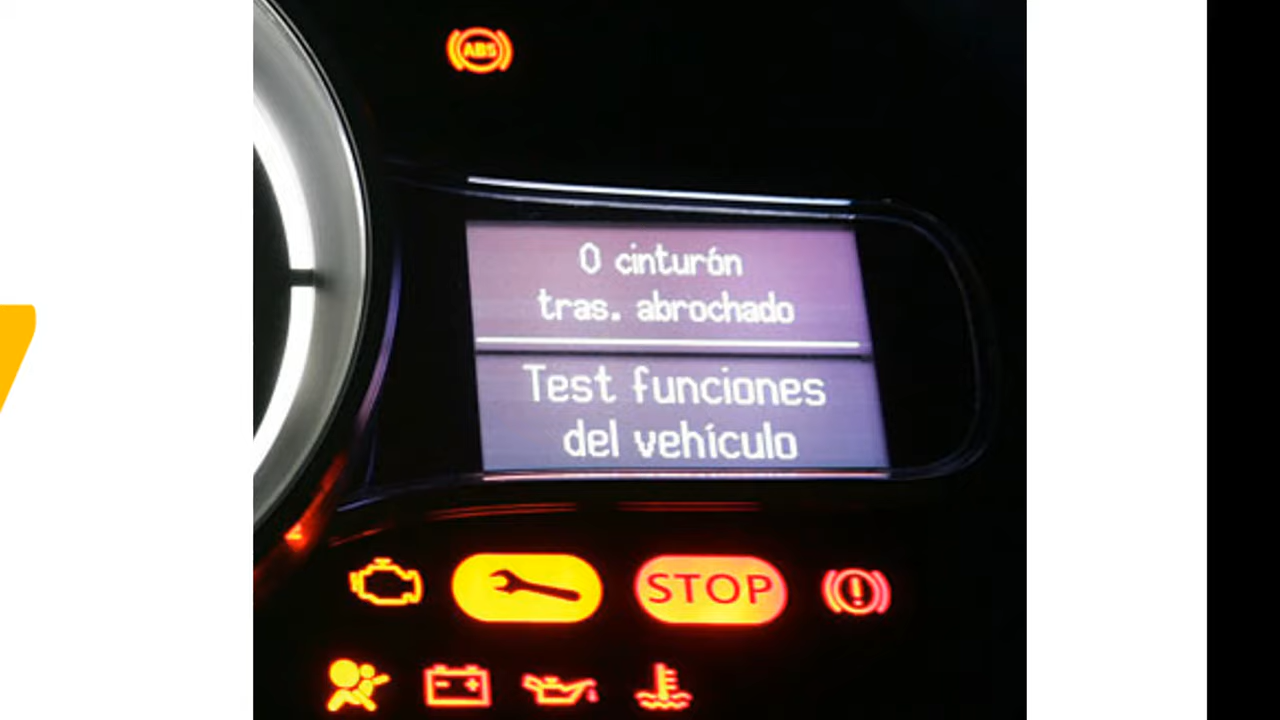 ABS
0 cinturón
tras. abrochado
Test funciones
del vehículo
STOP